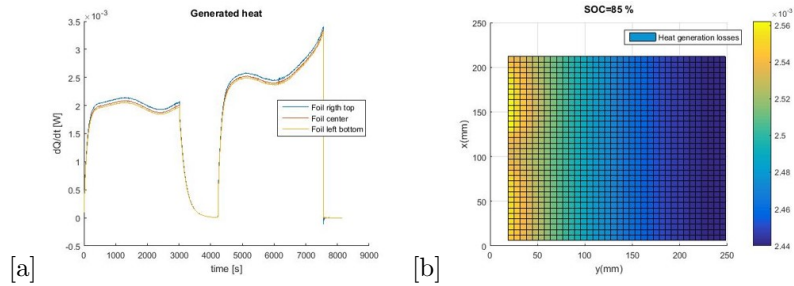 Generated heat
×10⁻³
3.5
3
2.5
2
1.5
1
0.5
0
-0.5
dQ/dt [W]
0 1000 2000 3000 4000 5000 6000 7000 8000 9000
time [s]
Foil rigth top
Foil center
Foil left bottom
[a]
SOC=85 %
250
200
150
100
50
0
x(mm)
0 50 100 150 200 250
y(mm)
Heat generation losses
×10⁻³
2.56
2.54
2.52
2.5
2.48
2.46
2.44
[b]